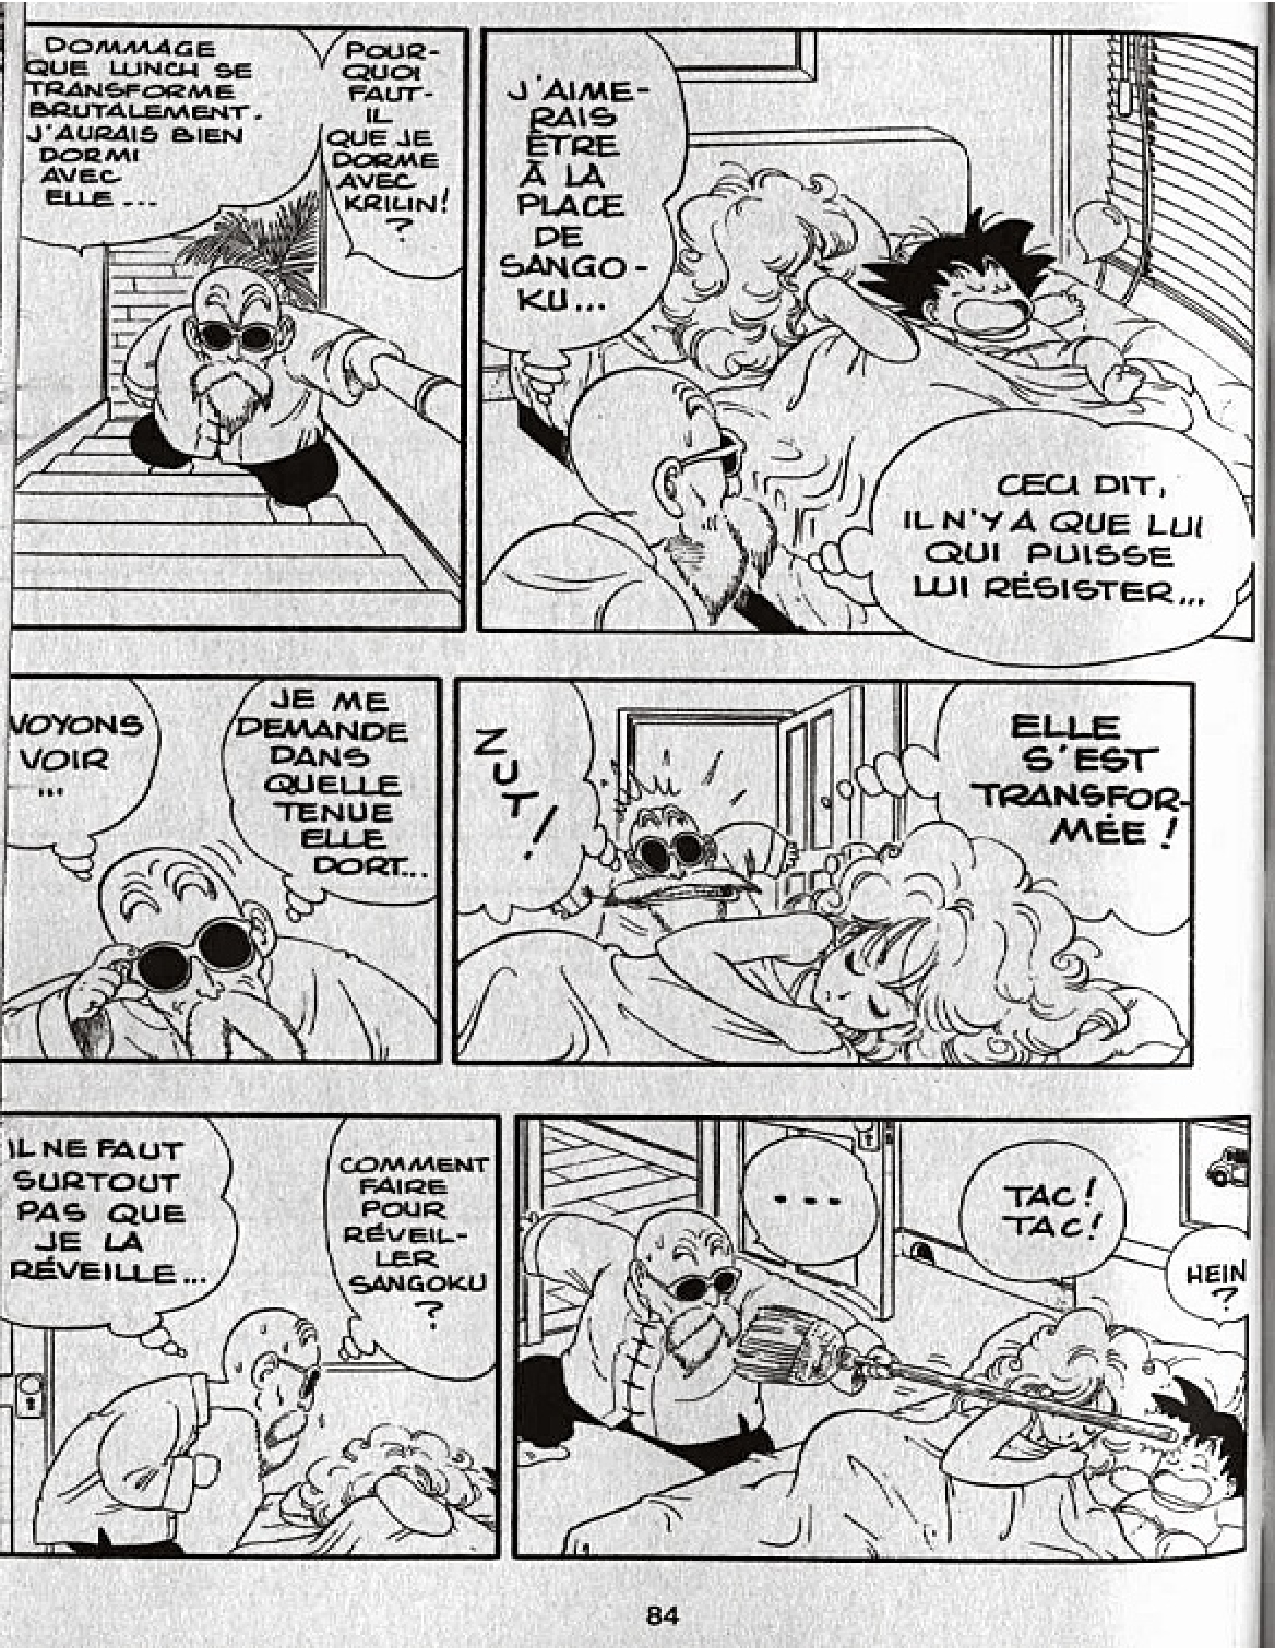 DOMMAGE
QUE LUNCH SE
TRANSFORME
BRUTALEMENT.
J'AURAIS BIEN
DORMI
AVEC
ELLE...
POUR-
QUOI
FAUT-
IL
QUE JE
DORME
AVEC
KRILIN!
?
J'AIME-
RAIS
ÊTRE
À LA
PLACE
DE
SANGO-
KU...
CECI DIT,
IL N'Y A QUE LUI
QUI PUISSE
LUI RÉSISTER...
VOYONS
VOIR
...
JE ME
DEMANDE
DANS
QUELLE
TENUE
ELLE
DORT...
ZUT!
ELLE
S'EST
TRANSFOR-
MÉE!
IL NE FAUT
SURTOUT
PAS QUE
JE LA
RÉVEILLE...
COMMENT
FAIRE
POUR
RÉVEIL-
LER
SANGOKU
?
...
TAC!
TAC!
HEIN
?
84